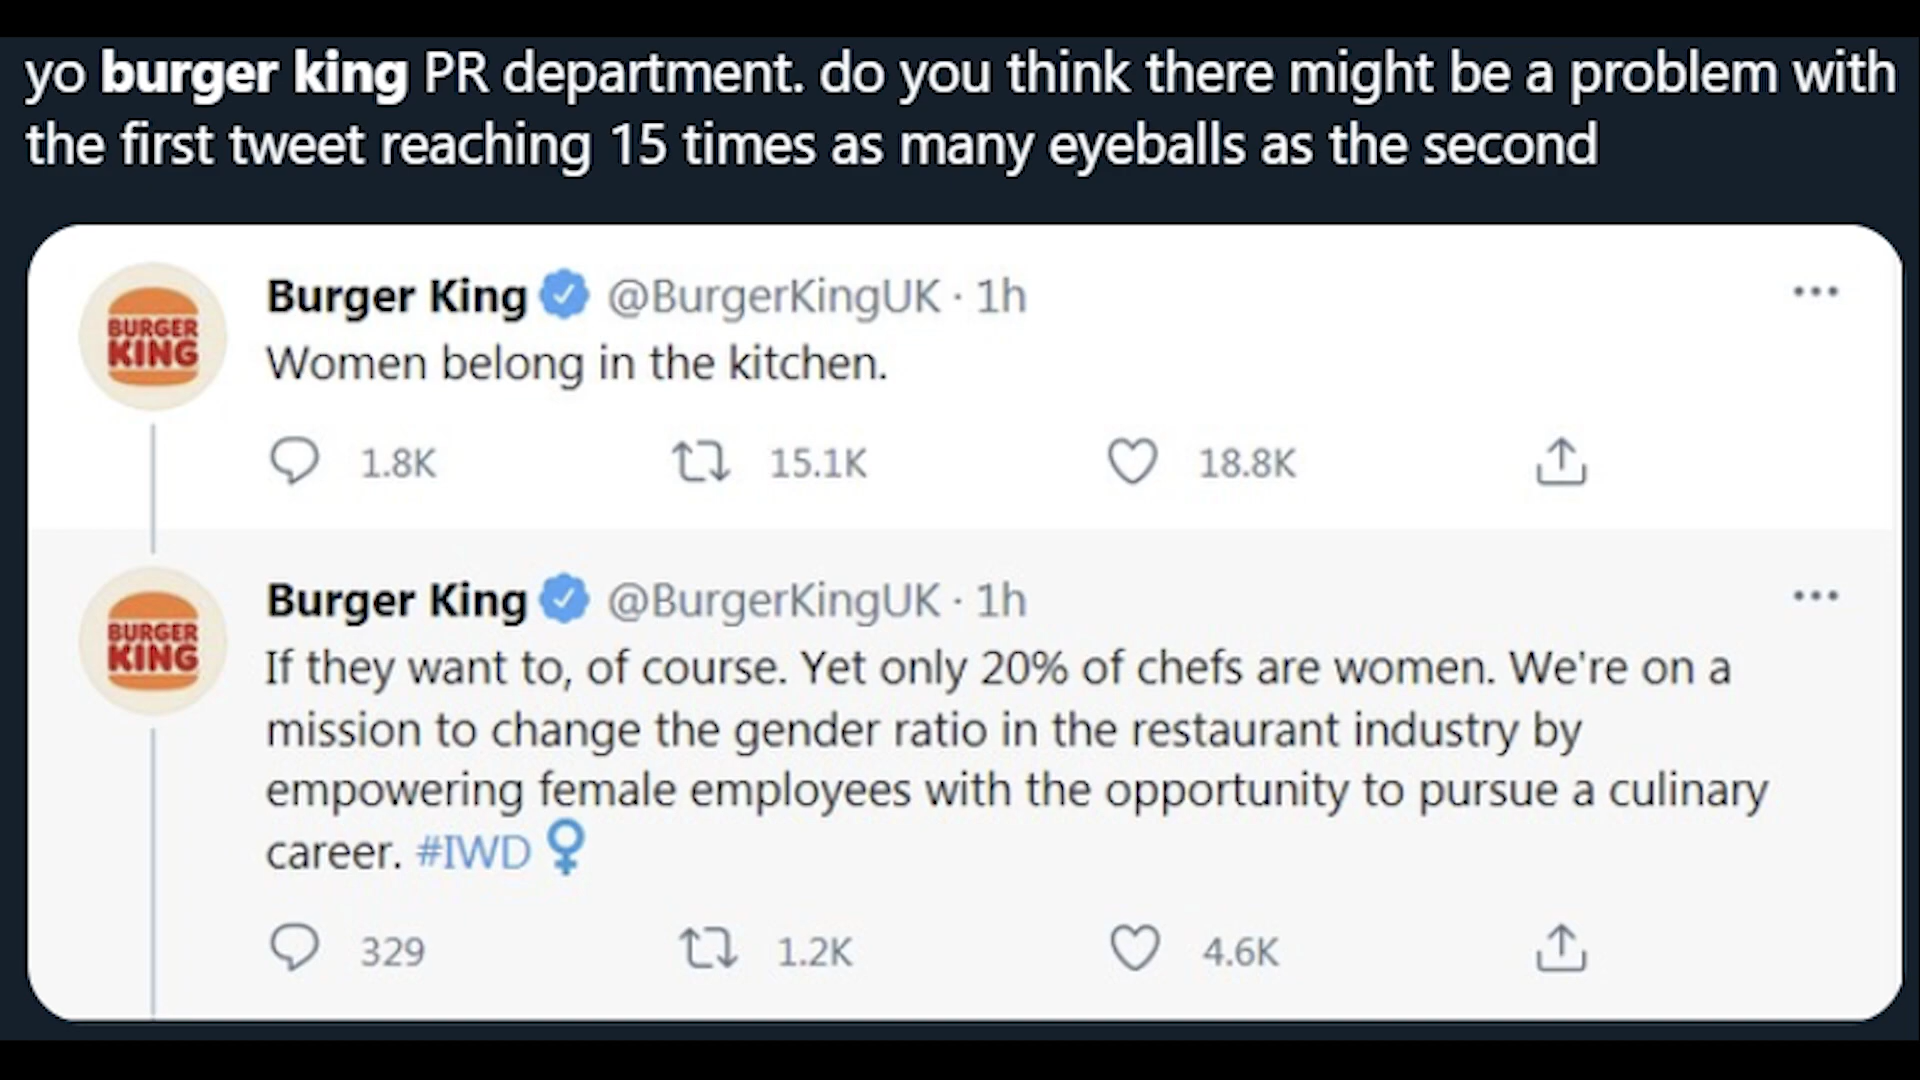 yo burger king PR department. do you think there might be a problem with
the first tweet reaching 15 times as many eyeballs as the second
BURGER
KING
Burger King @BurgerKingUK · 1h
Women belong in the kitchen.
1.8K 15.1K 18.8K
BURGER
KING
Burger King @BurgerKingUK · 1h
If they want to, of course. Yet only 20% of chefs are women. We're on a
mission to change the gender ratio in the restaurant industry by
empowering female employees with the opportunity to pursue a culinary
career. #IWD
329 1.2K 4.6K